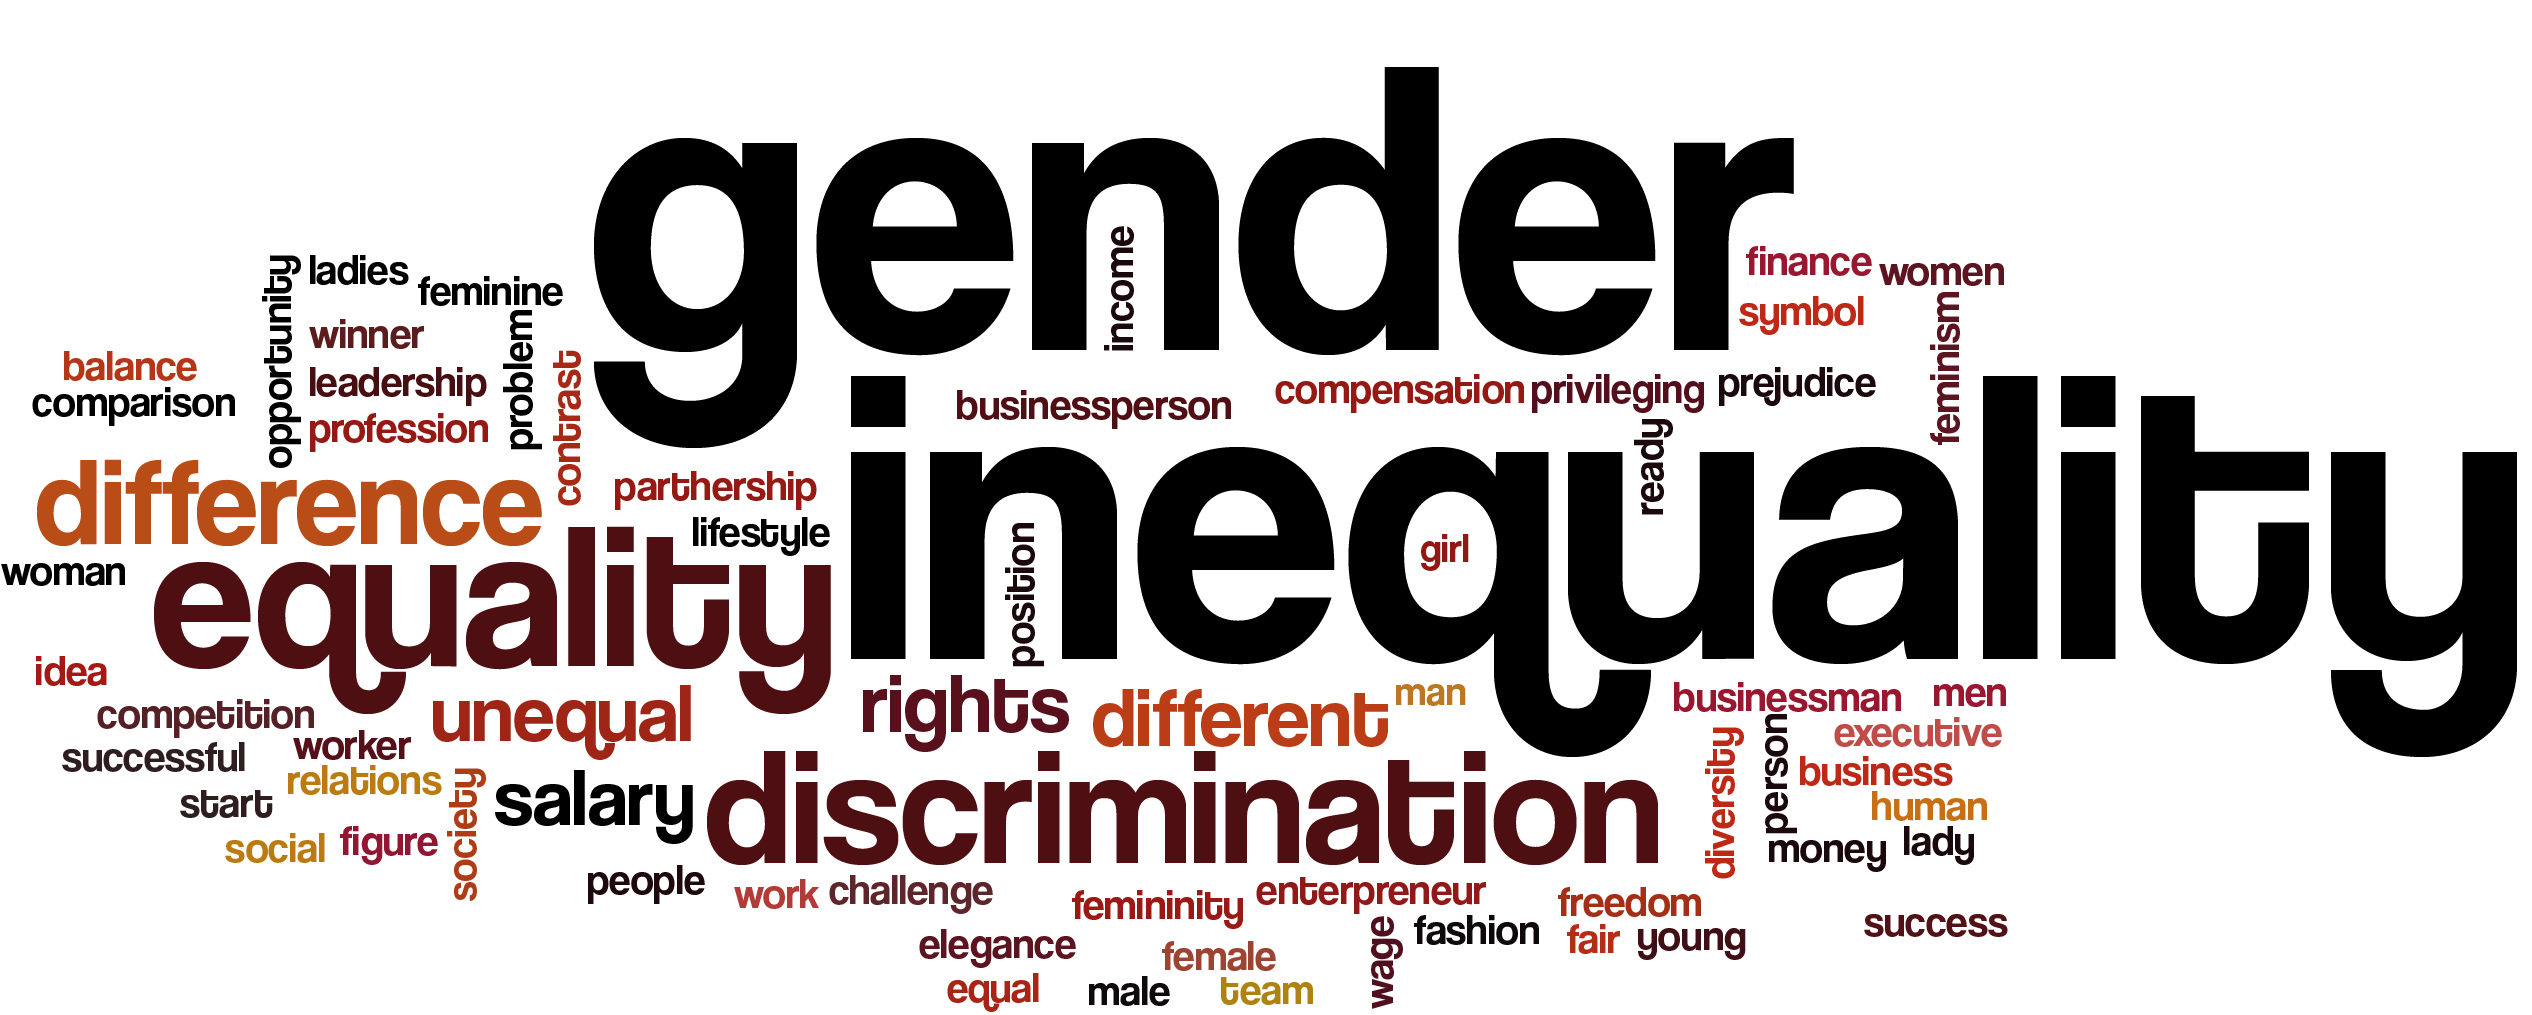 gender
income
finance
women
symbol
feminism
opportunity
ladies
feminine
winner
problem
balance
leadership
contrast
comparison
profession
businessperson
compensation
privileging
prejudice
ready
inequality
difference
parthership
lifestyle
position
girl
woman
equality
idea
competition
unequal
rights
different
man
businessman
men
successful
worker
executive
relations
society
salary
discrimination
diversity
person
business
start
human
social
figure
money
lady
people
work
challenge
femininity
enterpreneur
freedom
wage
fashion
fair
young
success
elegance
female
equal
male
team